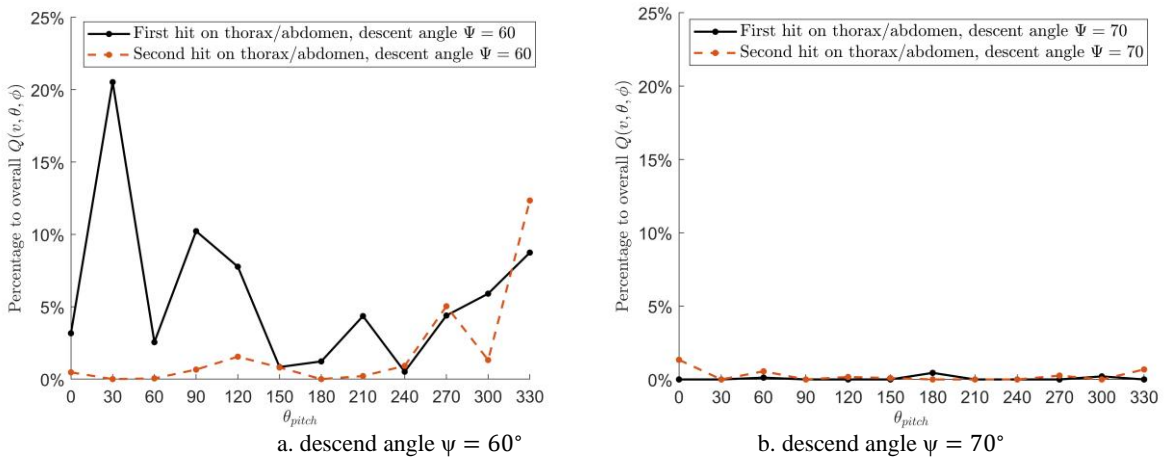 25%
20%
15%
10%
5%
0%
Percentage to overall Q(v, θ, ϕ)
First hit on thorax/abdomen, descent angle Ψ = 60
Second hit on thorax/abdomen, descent angle Ψ = 60
0 30 60 90 120 150 180 210 240 270 300 330
θpitch
a. descend angle ψ = 60°
25%
20%
15%
10%
5%
0%
Percentage to overall Q(v, θ, ϕ)
First hit on thorax/abdomen, descent angle Ψ = 70
Second hit on thorax/abdomen, descent angle Ψ = 70
0 30 60 90 120 150 180 210 240 270 300 330
θpitch
b. descend angle ψ = 70°